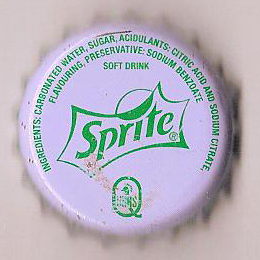 INGREDIENTS: CARBONATED WATER, SUGAR, ACIDULANTS: CITRIC ACID AND SODIUM CITRATE;
FLAVOURING, PRESERVATIVE: SODIUM BENZOATE
SOFT DRINK
Sprite®